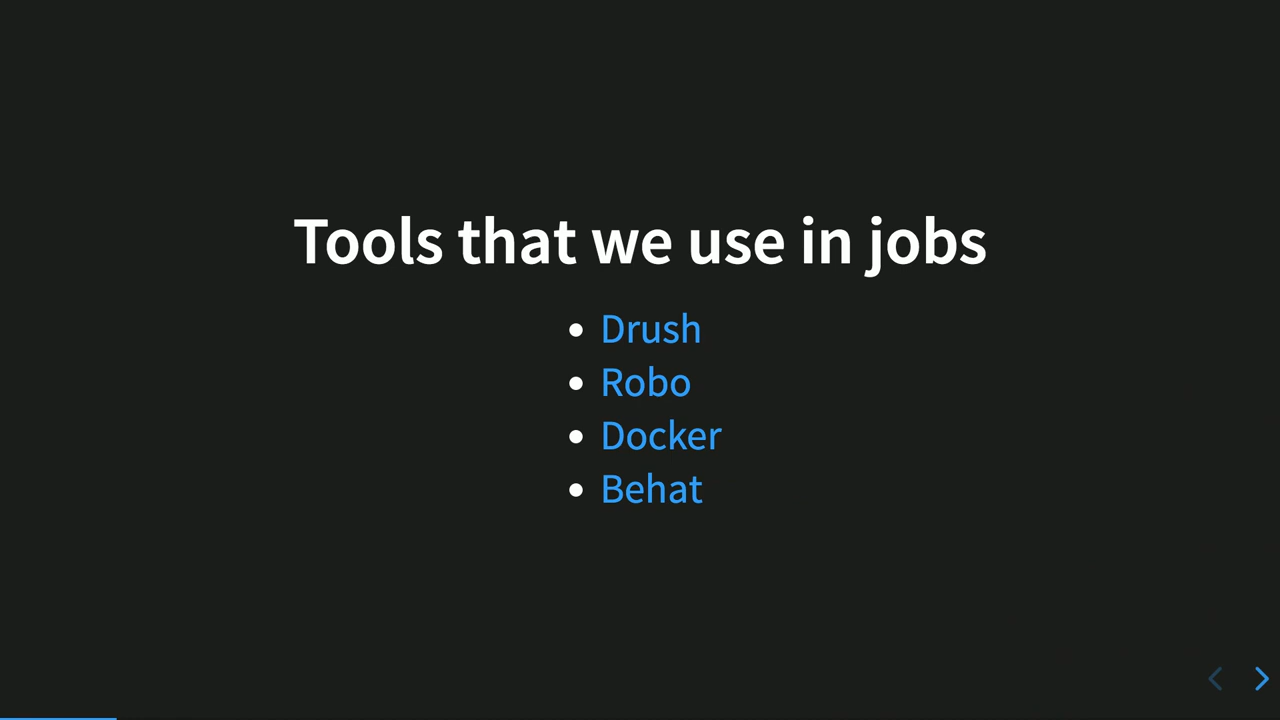 Tools that we use in jobs
• Drush
• Robo
• Docker
• Behat